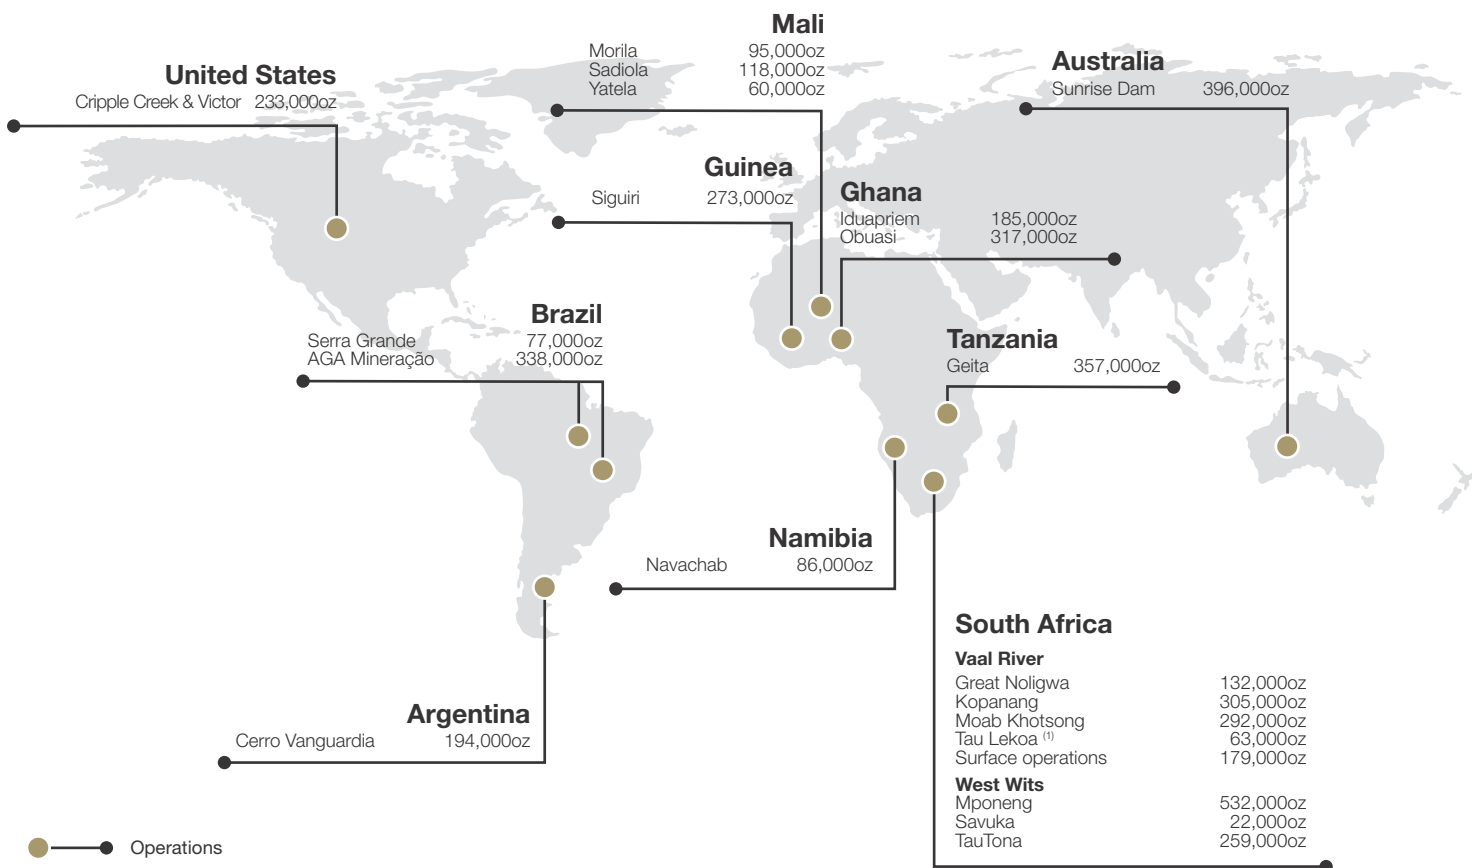 Mali
Morila 95,000oz
Sadiola 118,000oz
Yatela 60,000oz
United States
Cripple Creek & Victor 233,000oz
Australia
Sunrise Dam 396,000oz
Guinea
Siguiri 273,000oz
Ghana
Iduapriem 185,000oz
Obuasi 317,000oz
Brazil
Serra Grande 77,000oz
AGA Mineração 338,000oz
Tanzania
Geita 357,000oz
Namibia
Navachab 86,000oz
Argentina
Cerro Vanguardia 194,000oz
South Africa
Vaal River
Great Noligwa 132,000oz
Kopanang 305,000oz
Moab Khotsong 292,000oz
Tau Lekoa (1) 63,000oz
Surface operations 179,000oz
West Wits
Mponeng 532,000oz
Savuka 22,000oz
TauTona 259,000oz
Operations